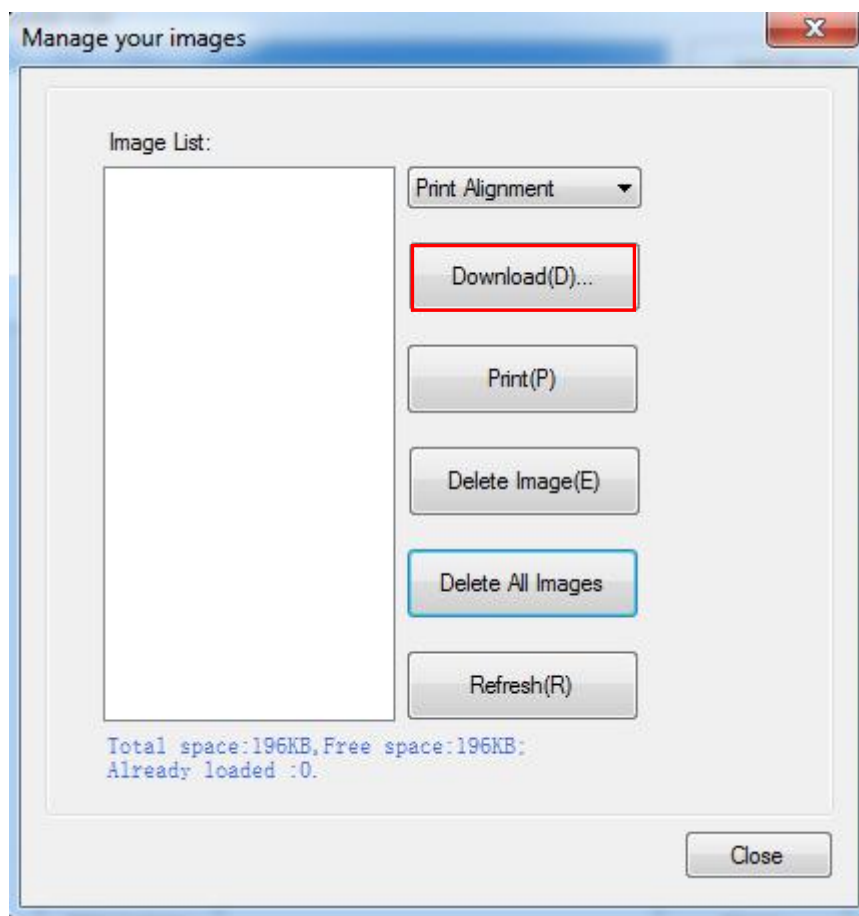 Manage your images
Image List:
Print Alignment
Download(D)...
Print(P)
Delete Image(E)
Delete All Images
Refresh(R)
Total space:196KB,Free space:196KB;
Already loaded :0.
Close